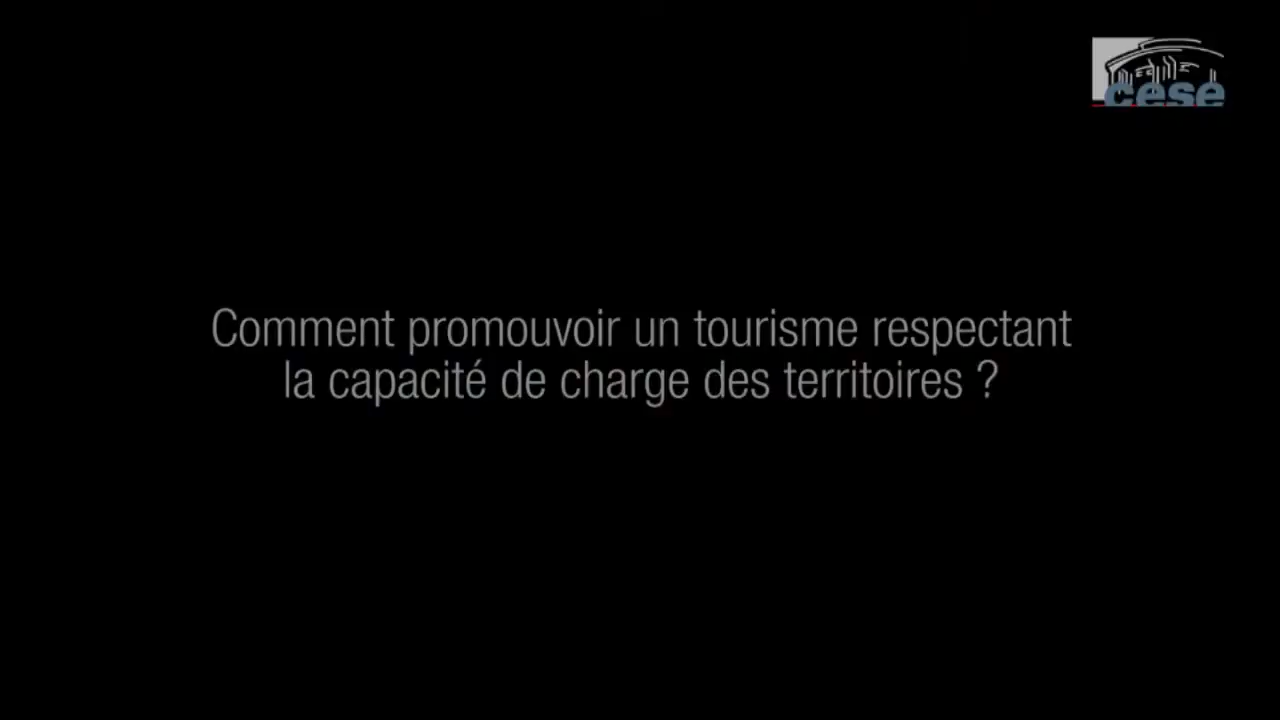 cese
Comment promouvoir un tourisme respectant
la capacité de charge des territoires ?